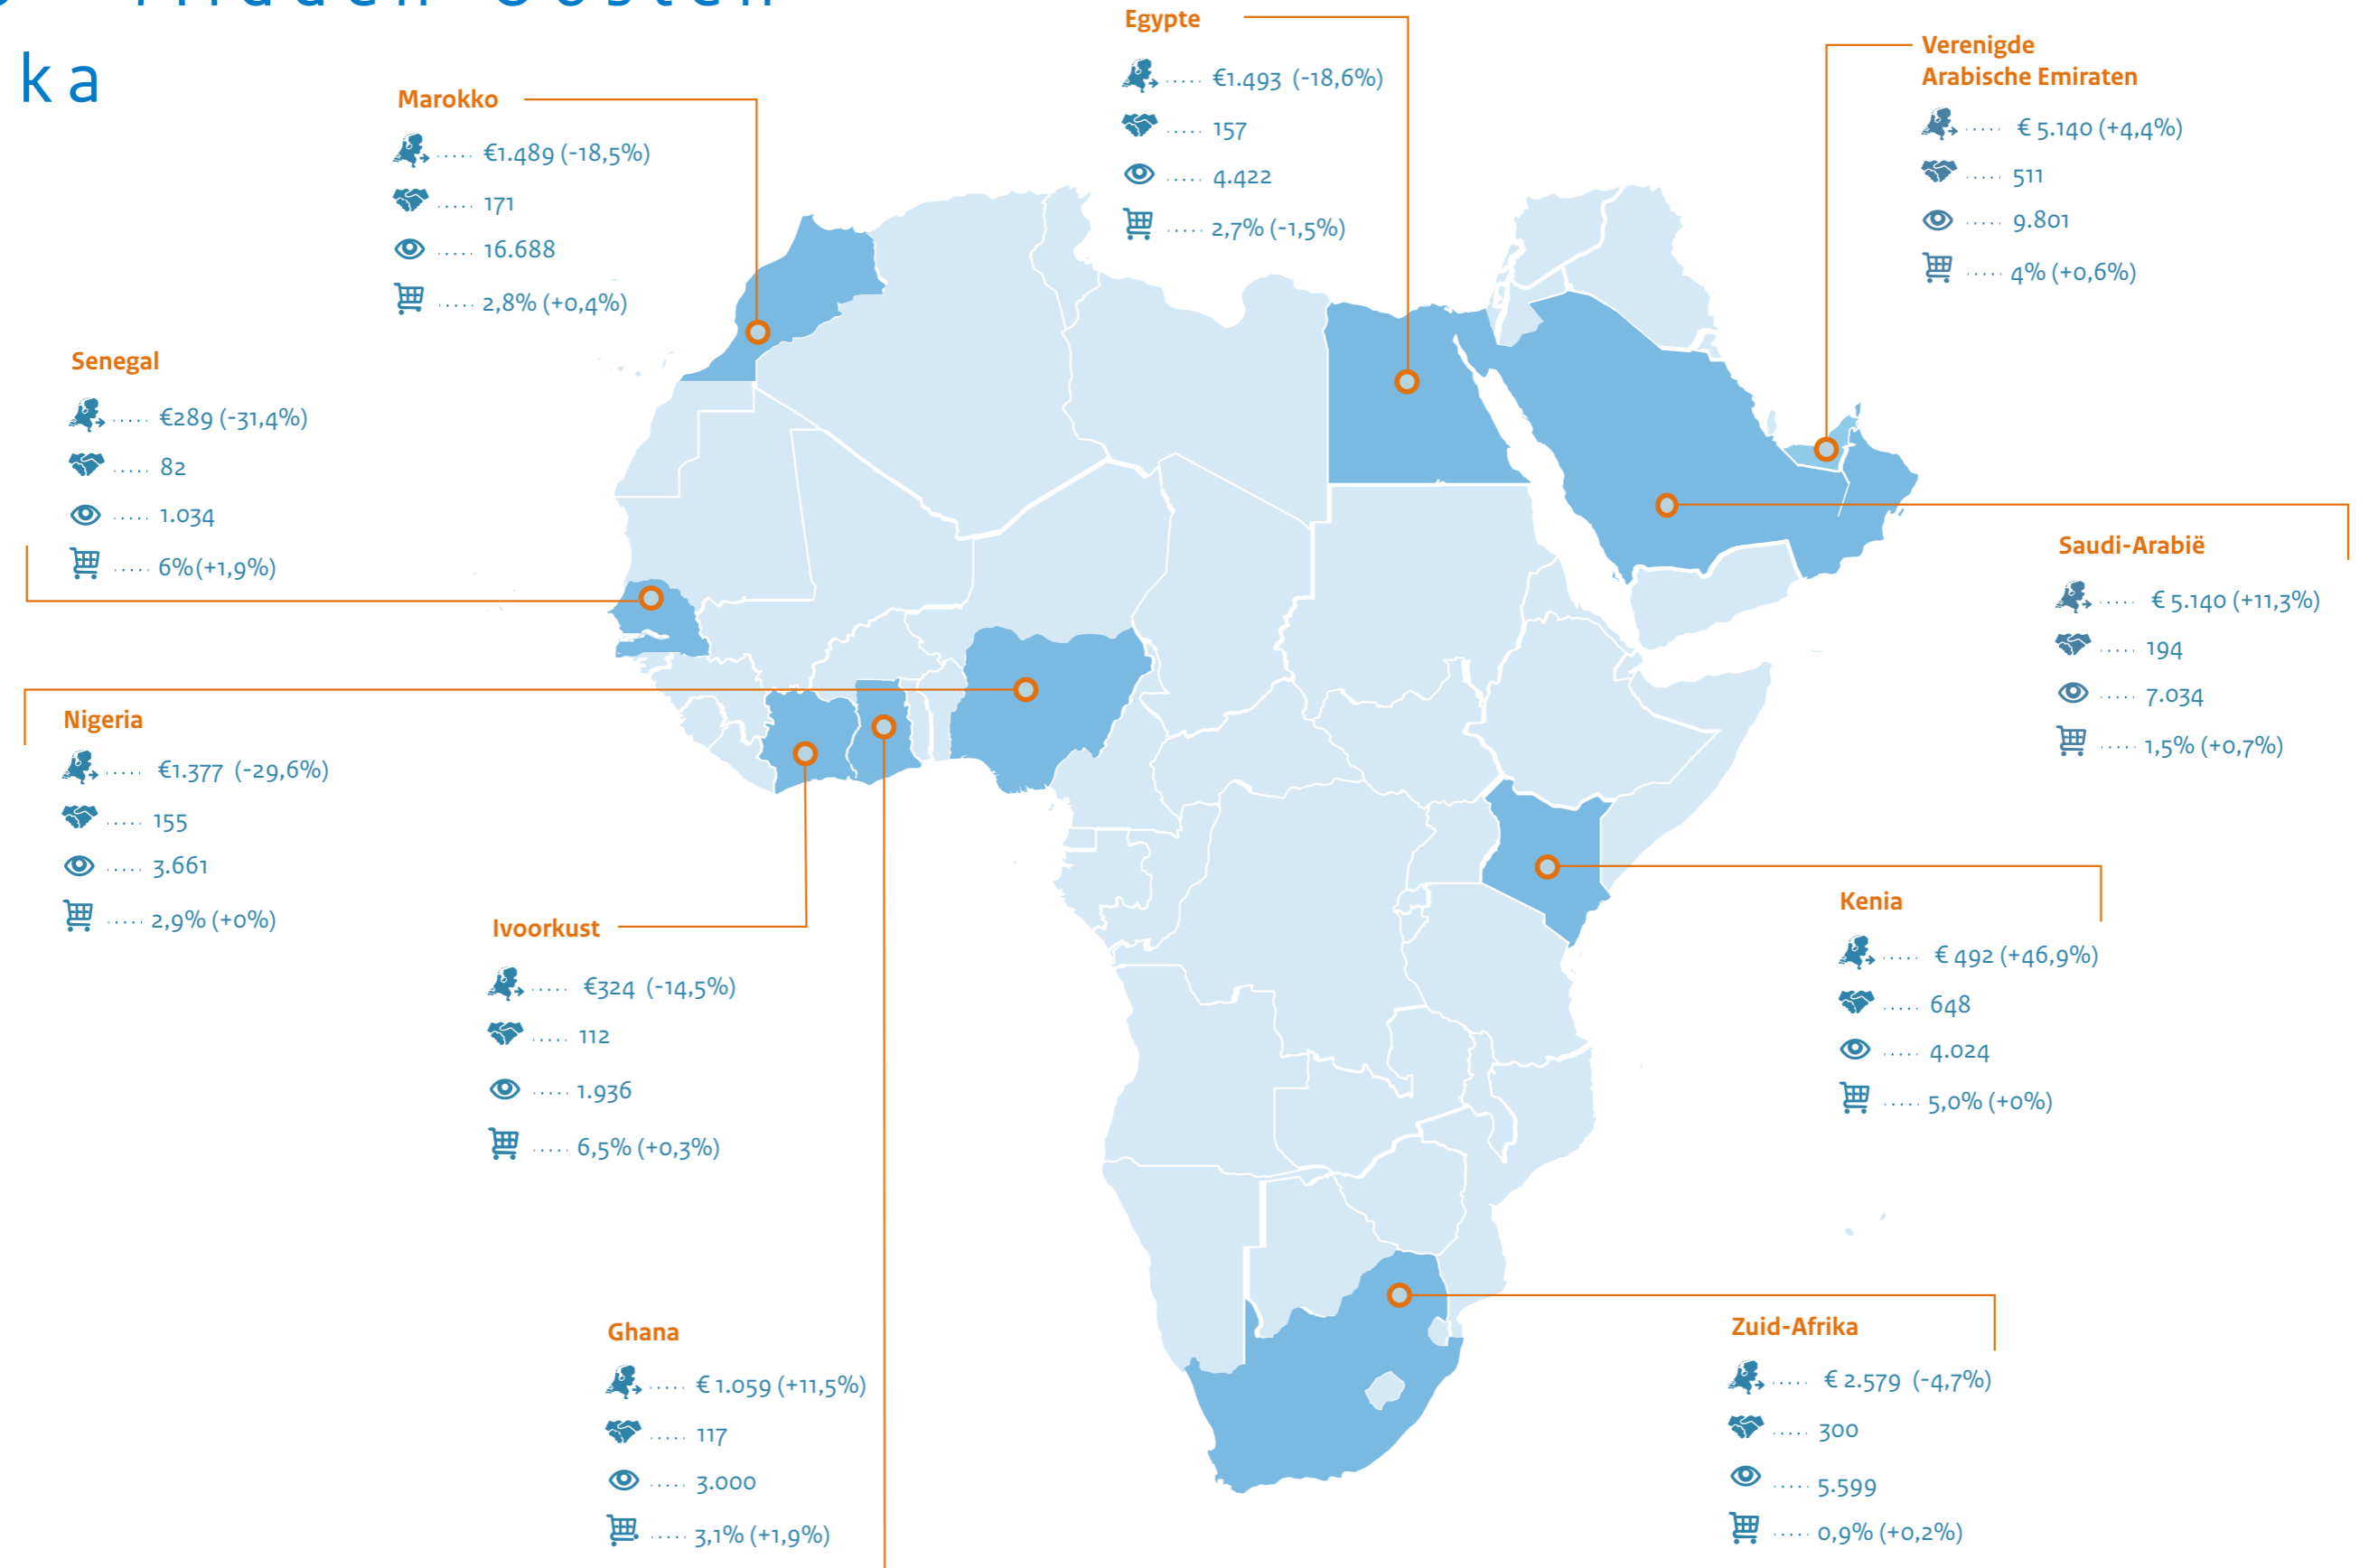 ka
Egypte
€1.493 (-18,6%)
157
4.422
2,7% (-1,5%)
Verenigde
Arabische Emiraten
€ 5.140 (+4,4%)
511
9.801
4% (+0,6%)
Marokko
€1.489 (-18,5%)
171
16.688
2,8% (+0,4%)
Senegal
€289 (-31,4%)
82
1.034
6%(+1,9%)
Saudi-Arabië
€ 5.140 (+11,3%)
194
7.034
1,5% (+0,7%)
Nigeria
€1.377 (-29,6%)
155
3.661
2,9% (+0%)
Kenia
€ 492 (+46,9%)
648
4.024
5,0% (+0%)
Ivoorkust
€324 (-14,5%)
112
1.936
6,5% (+0,3%)
Ghana
€ 1.059 (+11,5%)
117
3.000
3,1% (+1,9%)
Zuid-Afrika
€ 2.579 (-4,7%)
300
5.599
0,9% (+0,2%)